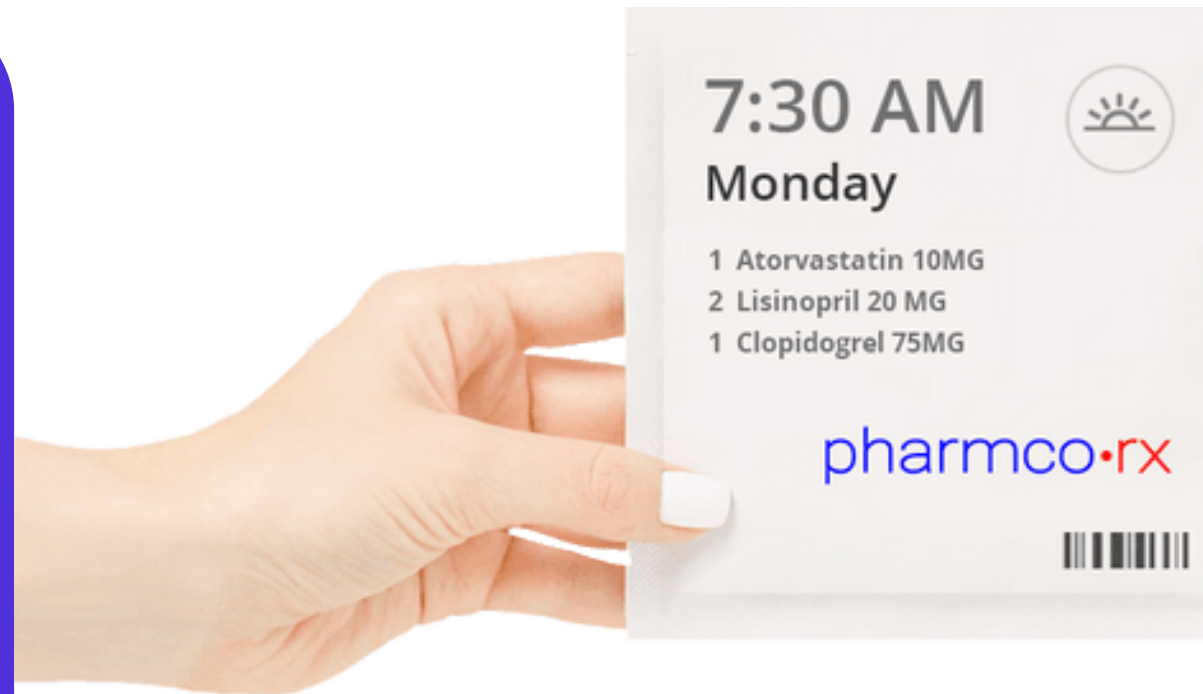 7:30 AM
Monday
1 Atorvastatin 10MG
2 Lisinopril 20 MG
1 Clopidogrel 75MG
pharmco•rx